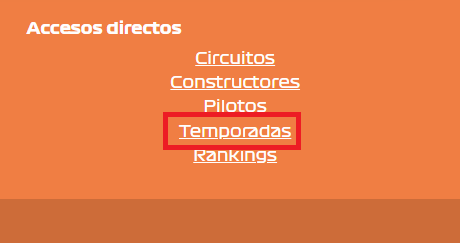 Accesos directos
Circuitos
Constructores
Pilotos
Temporadas
Rankings